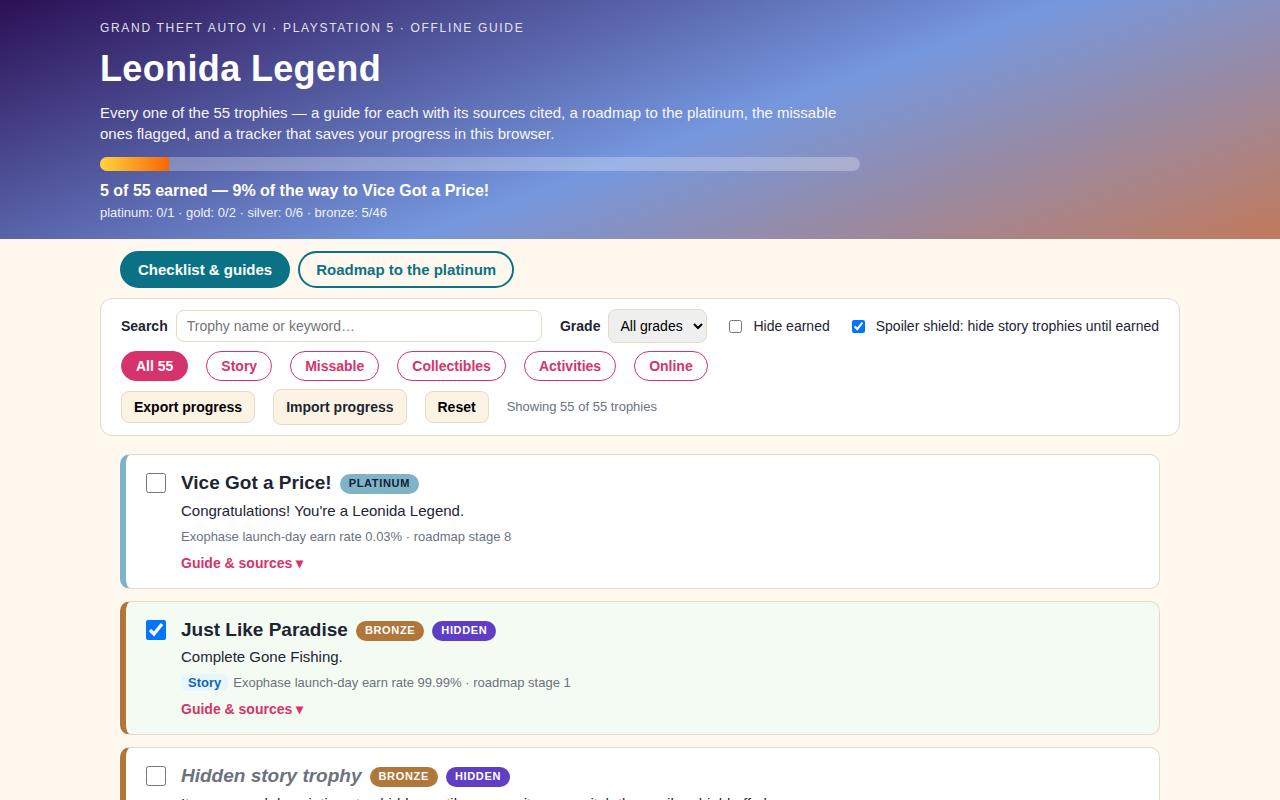 GRAND THEFT AUTO VI · PLAYSTATION 5 · OFFLINE GUIDE
Leonida Legend
Every one of the 55 trophies — a guide for each with its sources cited, a roadmap to the platinum, the missable
ones flagged, and a tracker that saves your progress in this browser.
5 of 55 earned — 9% of the way to Vice Got a Price!
platinum: 0/1 · gold: 0/2 · silver: 0/6 · bronze: 5/46
Checklist & guides Roadmap to the platinum
Search Trophy name or keyword… Grade All grades Hide earned Spoiler shield: hide story trophies until earned
All 55 Story Missable Collectibles Activities Online
Export progress Import progress Reset Showing 55 of 55 trophies
Vice Got a Price! PLATINUM
Congratulations! You're a Leonida Legend.
Exophase launch-day earn rate 0.03% · roadmap stage 8
Guide & sources ▾
Just Like Paradise BRONZE HIDDEN
Complete Gone Fishing.
Story Exophase launch-day earn rate 99.99% · roadmap stage 1
Guide & sources ▾
Hidden story trophy BRONZE HIDDEN